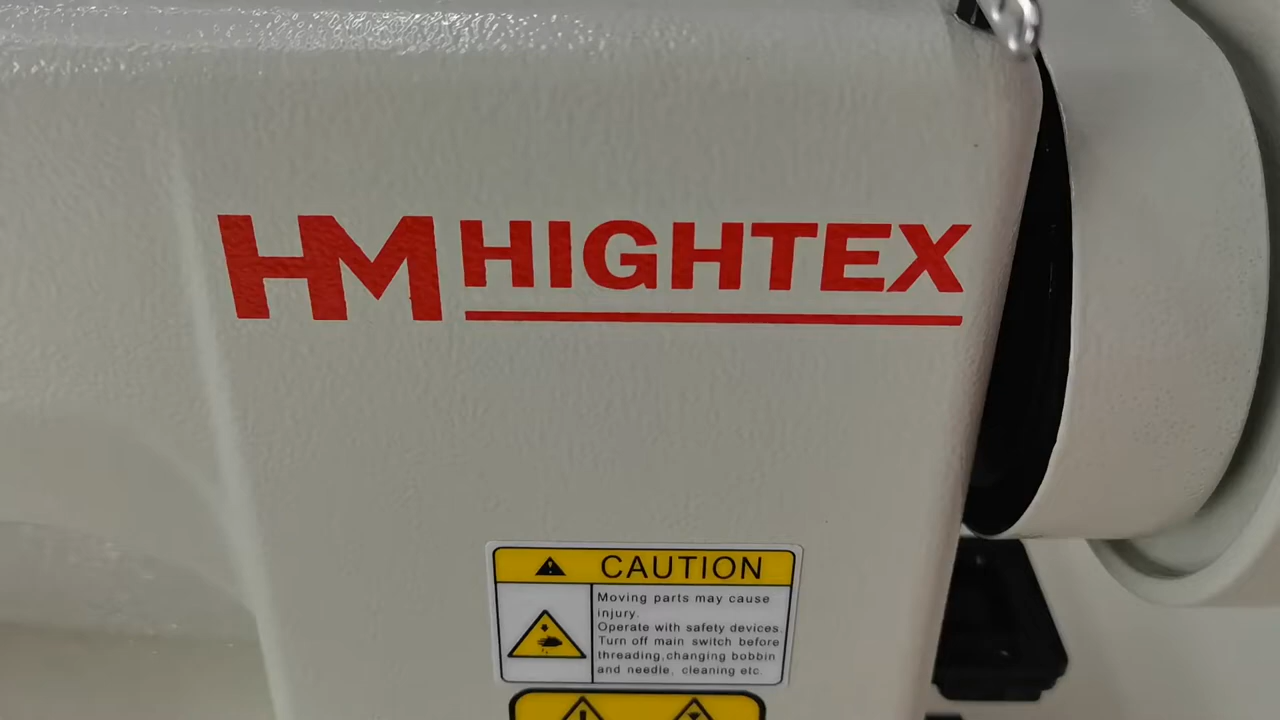 HM HIGHTEX
CAUTION
Moving parts may cause
injury.
Operate with safety devices.
Turn off main switch before
threading,changing bobbin
and needle, cleaning etc.